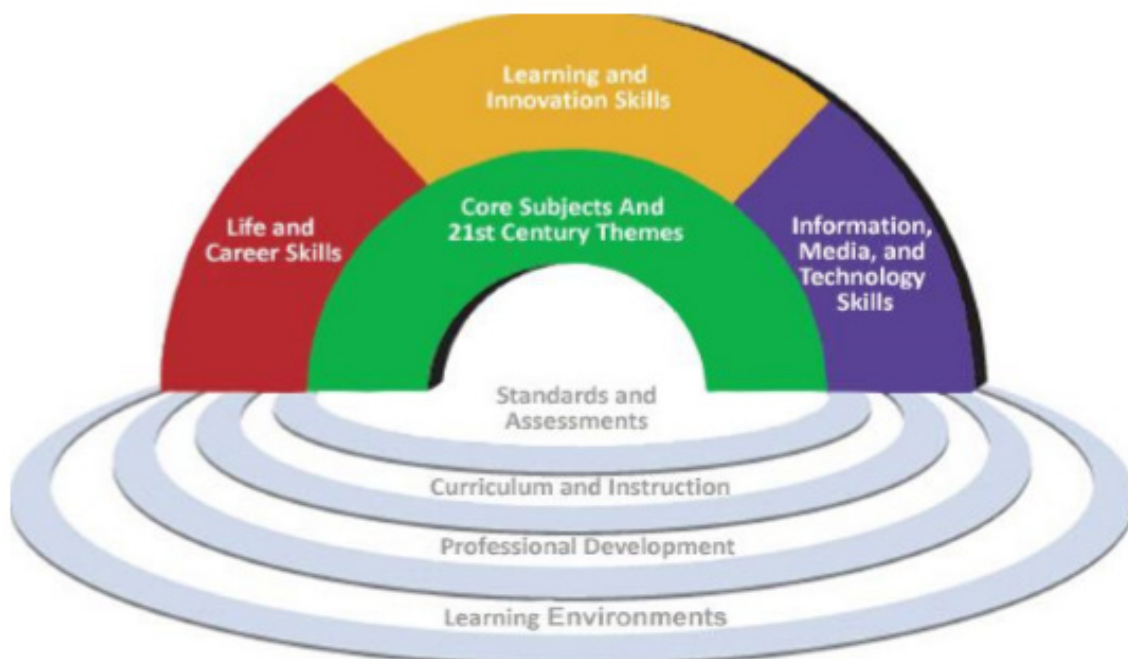 Learning and
Innovation Skills
Core Subjects And
21st Century Themes
Life and
Career Skills
Information,
Media, and
Technology
Skills
Standards and
Assessments
Curriculum and Instruction
Professional Development
Learning Environments